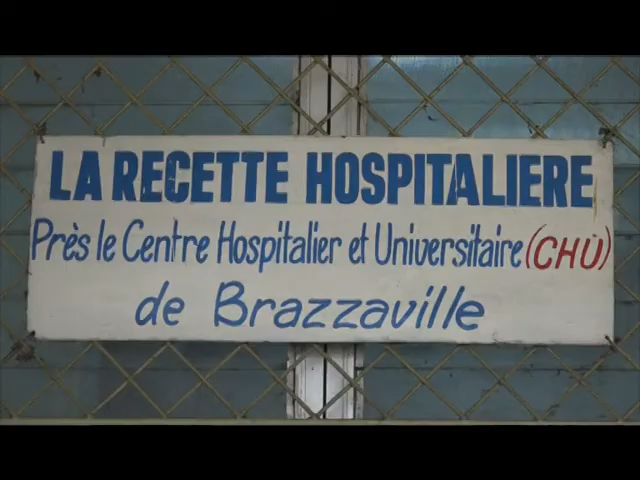 LA RECETTE HOSPITALIERE
Près le Centre Hospitalier et Universitaire (CHU)
de Brazzaville